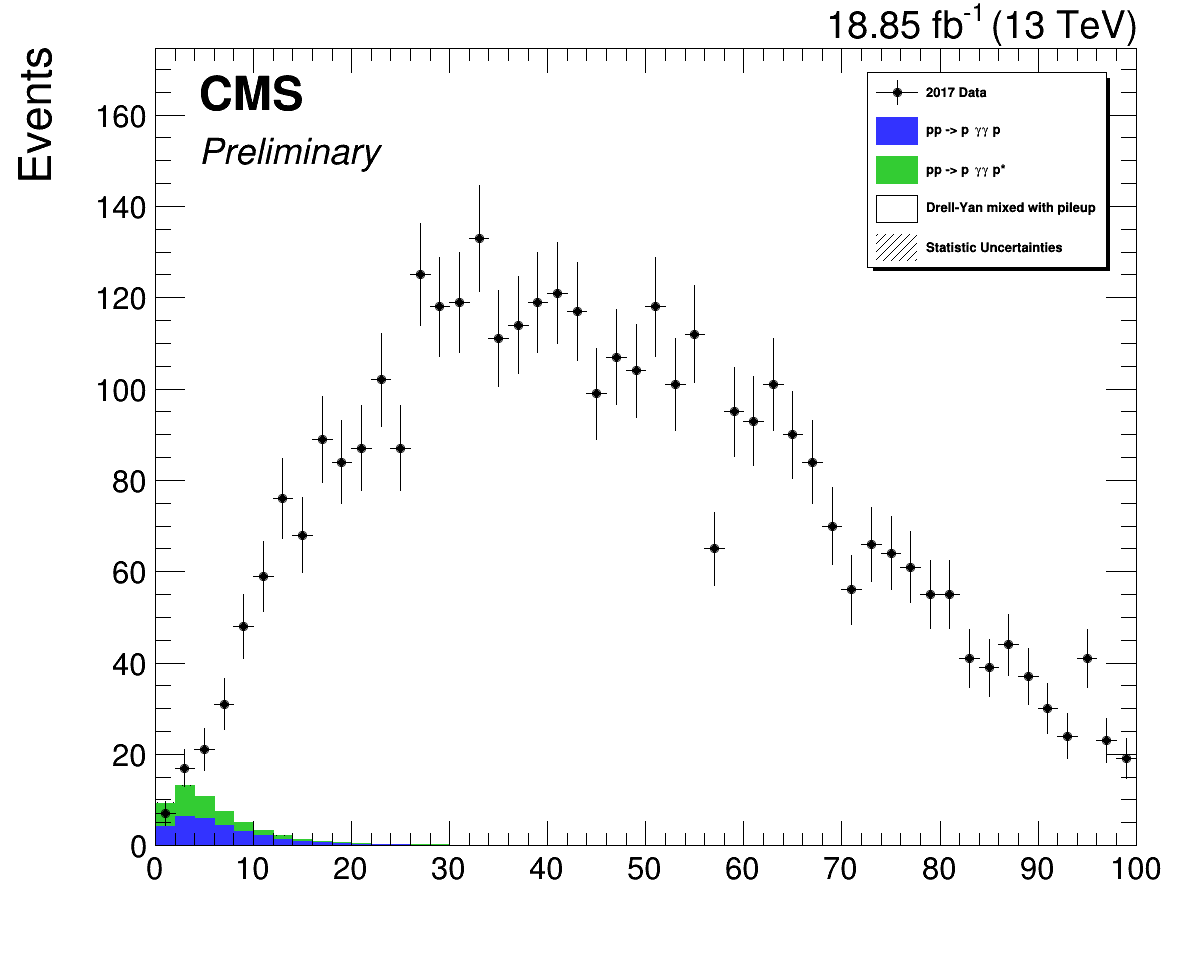 18.85 fb⁻¹ (13 TeV)
Events
CMS
Preliminary
2017 Data
pp -> p γγ p
pp -> p γγ p*
Drell-Yan mixed with pileup
Statistic Uncertainties
160
140
120
100
80
60
40
20
0
0 10 20 30 40 50 60 70 80 90 100